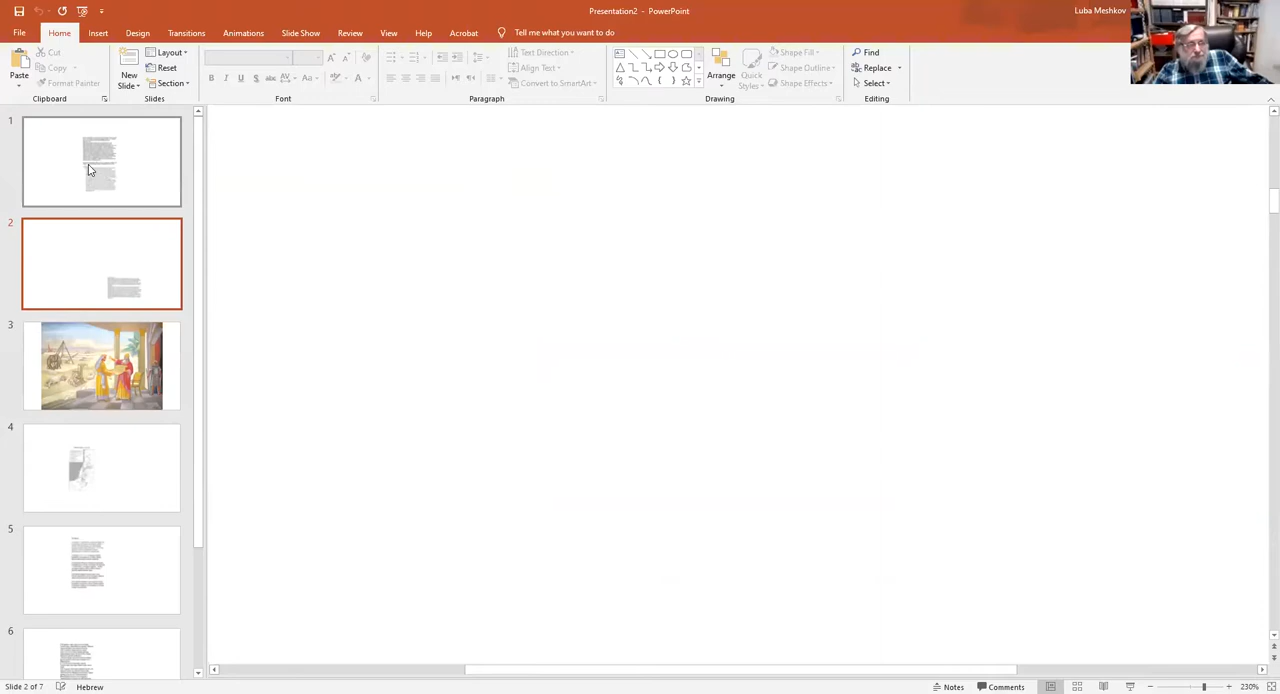 Presentation2 - PowerPoint
Luba Meshkov
File Home Insert Design Transitions Animations Slide Show Review View Help Acrobat Tell me what you want to do
Paste
Cut
Copy
Format Painter
Clipboard
New
Slide
Layout
Reset
Section
Slides
B I U S abc AV Aa A
Font
Text Direction
Align Text
Convert to SmartArt
Paragraph
Arrange
Quick
Styles
Shape Fill
Shape Outline
Shape Effects
Drawing
Find
Replace
Select
Editing
1
2
3
4
5
6
Slide 2 of 7 Hebrew
Notes Comments 230%